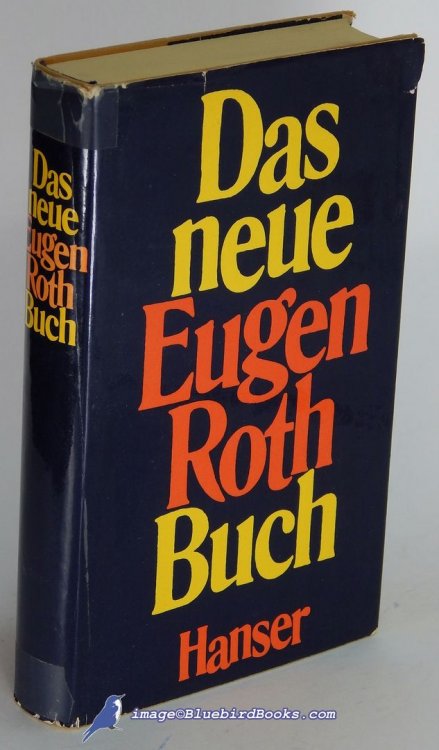 Das
neue
Eugen
Roth
Buch
Das
neue
Eugen
Roth
Buch
Hanser
image©BluebirdBooks.com